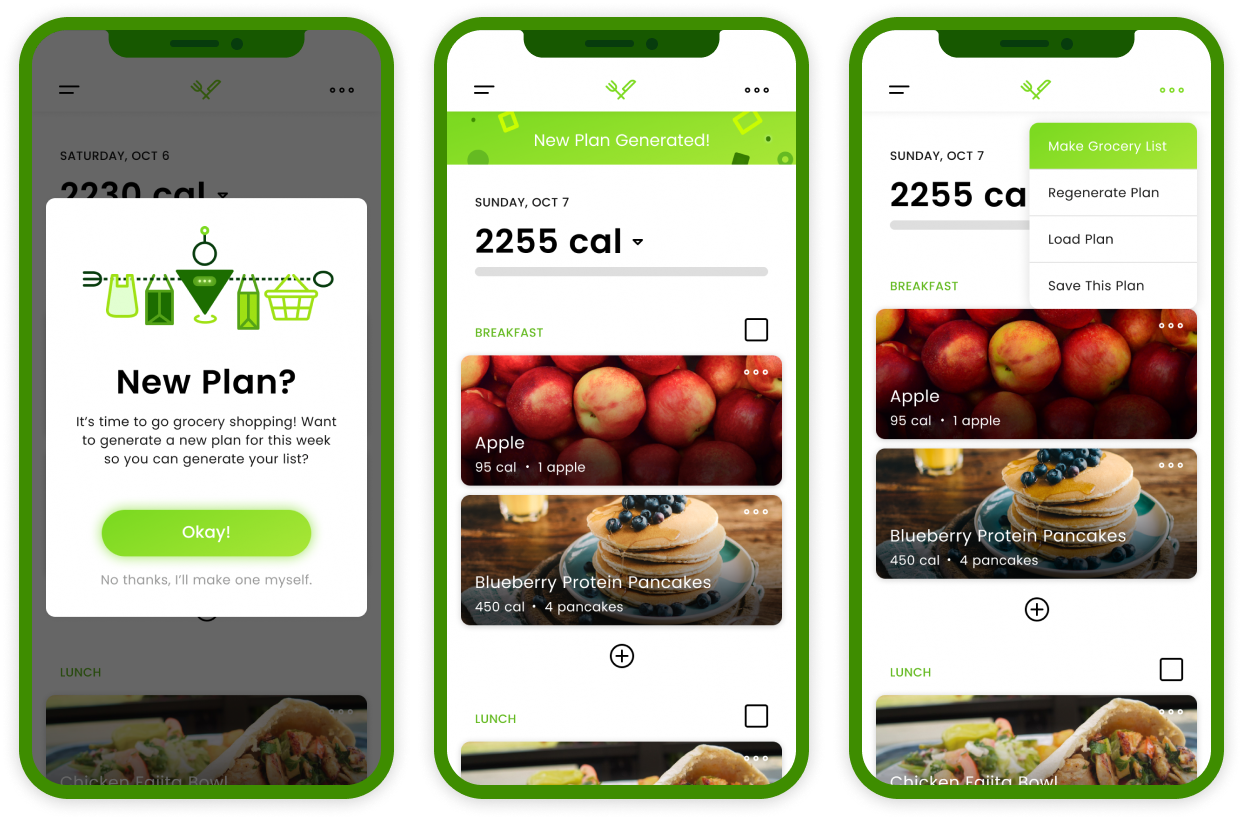 SATURDAY, OCT 6
2230 cal
New Plan?
It's time to go grocery shopping! Want
to generate a new plan for this week
so you can generate your list?
Okay!
No thanks, I'll make one myself.
LUNCH
Chicken Fajita Bowl
New Plan Generated!
SUNDAY, OCT 7
2255 cal
BREAKFAST
Apple
95 cal • 1 apple
Blueberry Protein Pancakes
450 cal • 4 pancakes
LUNCH
Make Grocery List
SUNDAY, OCT 7
Regenerate Plan
2255 ca
Load Plan
Save This Plan
BREAKFAST
Apple
95 cal • 1 apple
Blueberry Protein Pancakes
450 cal • 4 pancakes
LUNCH
Chicken Fajita Bowl